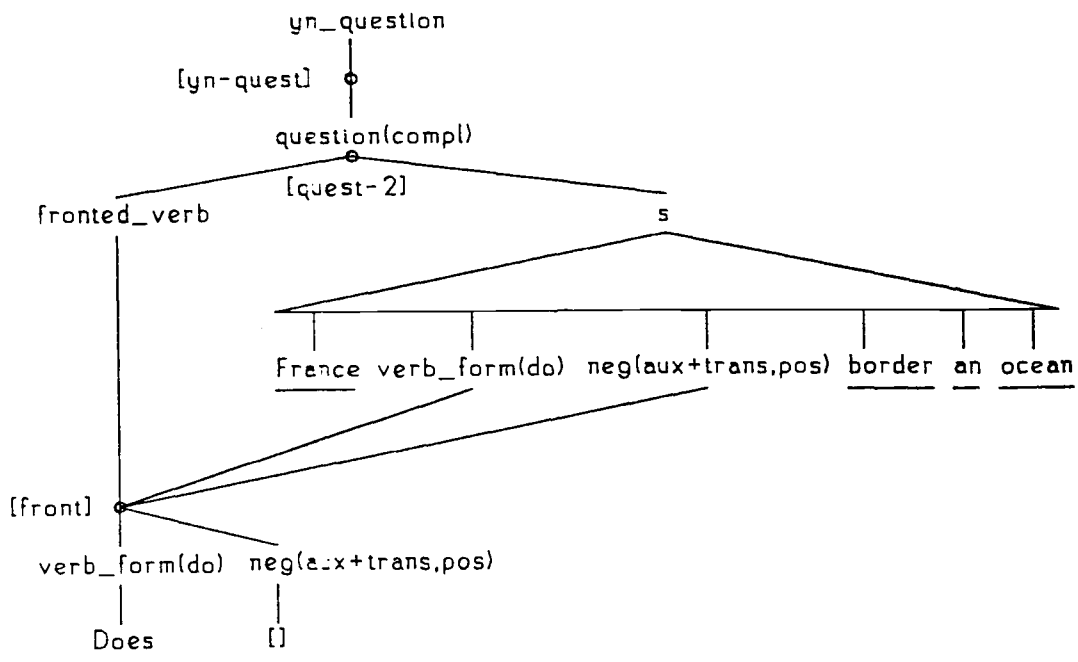 yn_question
[yn-quest]
question(compl)
[quest-2]
fronted_verb s
France verb_form(do) neg(aux+trans,pos) border an ocean
[front]
verb_form(do) neg(aux+trans,pos)
Does []